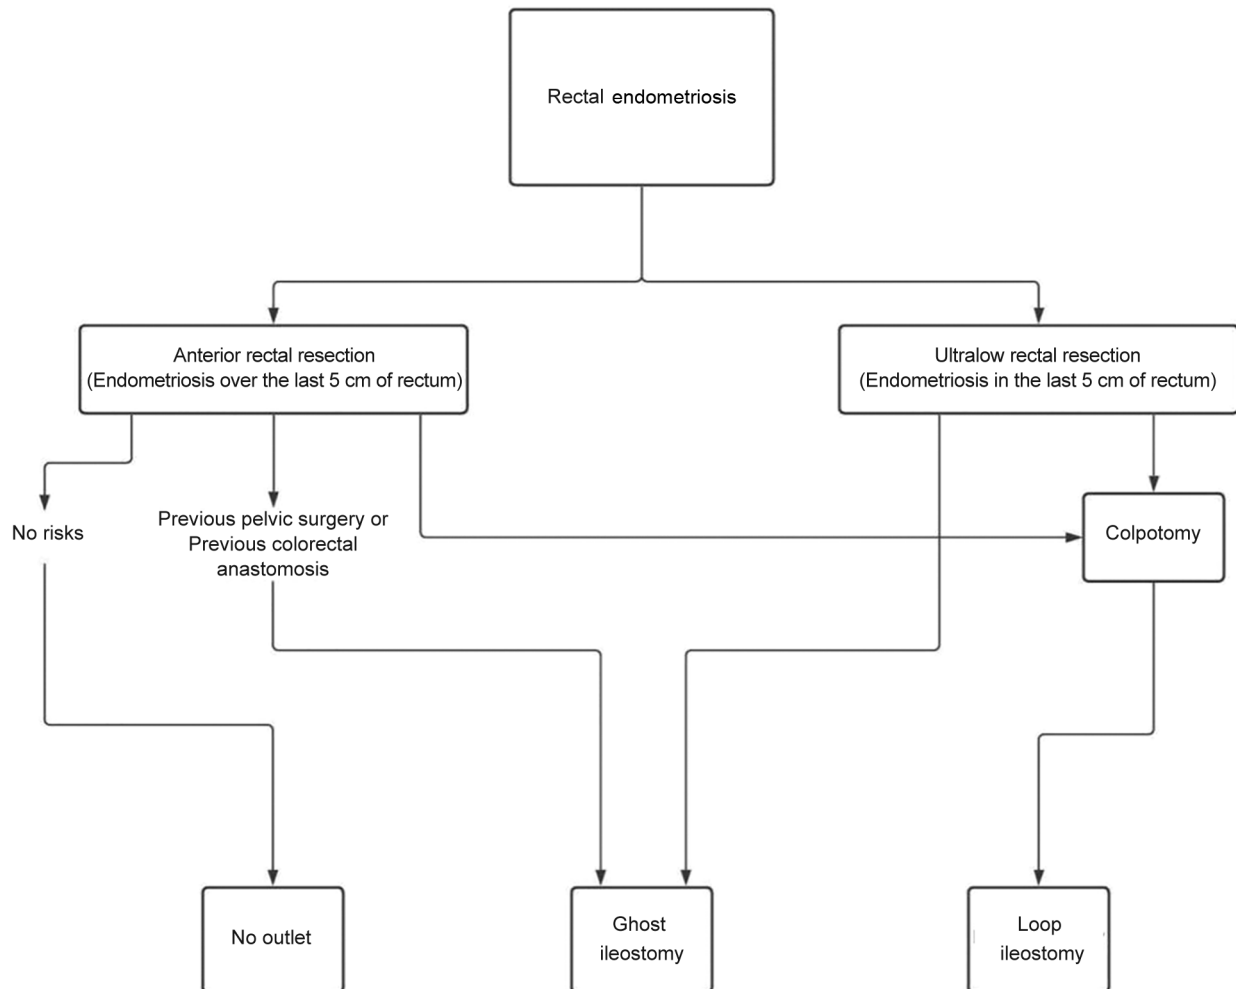 Rectal endometriosis
Anterior rectal resection
(Endometriosis over the last 5 cm of rectum)
Ultralow rectal resection
(Endometriosis in the last 5 cm of rectum)
No risks
Previous pelvic surgery or
Previous colorectal
anastomosis
Colpotomy
No outlet
Ghost
ileostomy
Loop
ileostomy